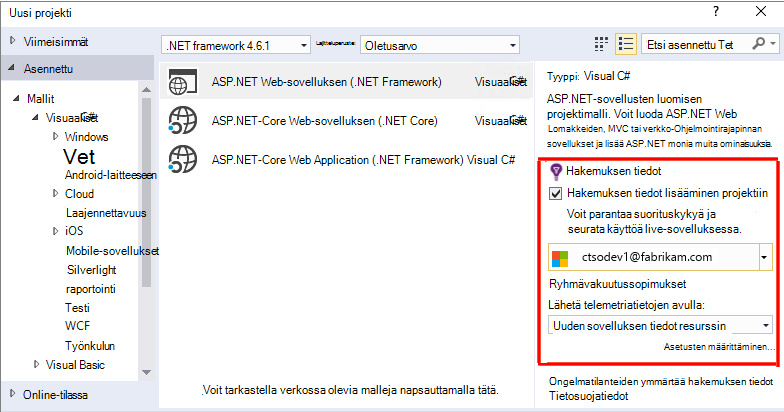 Uusi projekti
?
Viimeisimmät
.NET framework 4.6.1
Lajitteluperuste:
Oletusarvo
Etsi asennettu Tet
Asennettu
Mallit
Visuaaliset C#
Windows
Vet
Android-laitteeseen
Cloud
Laajennettavuus
iOS
Mobile-sovellukset
Silverlight
raportointi
Testi
WCF
Työnkulun
Visual Basic
Online-tilassa
ASP.NET Web-sovelluksen (.NET Framework) Visuaaliset C#
ASP.NET-Core Web-sovelluksen (.NET Core) Visuaaliset C#
ASP.NET-Core Web Application (.NET Framework) Visual C#
Voit tarkastella verkossa olevia malleja napsauttamalla tätä.
Tyyppi: Visual C#
ASP.NET-sovellusten luomisen
projektimalli. Voit luoda ASP.NET Web
Lomakkeiden, MVC tai verkko-Ohjelmointirajapinnan
sovellukset ja lisää ASP.NET monia muita ominaisuuksia.
Hakemuksen tiedot
Hakemuksen tiedot lisääminen projektiin
Voit parantaa suorituskykyä ja
seurata käyttöä live-sovelluksessa.
ctsodev1@fabrikam.com
Ryhmävakuutussopimukset
Lähetä telemetriatietojen avulla:
Uuden sovelluksen tiedot resurssin
Asetusten määrittäminen...
Ongelmatilanteiden ymmärtää hakemuksen tiedot
Tietosuojatiedot